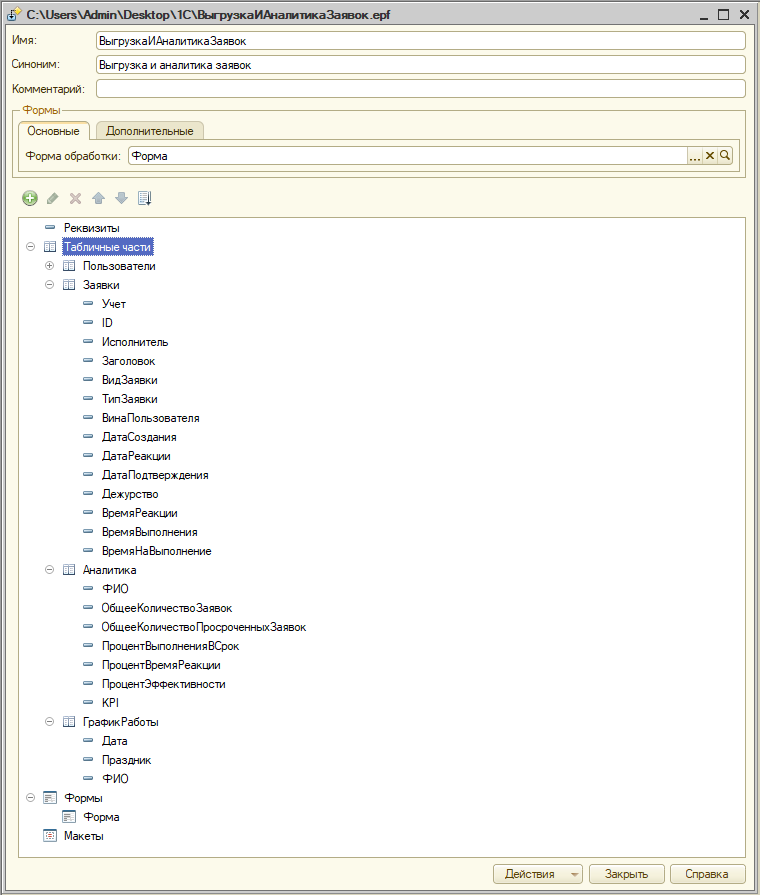 C:\Users\Admin\Desktop\1C\ВыгрузкаИАналитикаЗаявок.epf
Имя: ВыгрузкаИАналитикаЗаявок
Синоним: Выгрузка и аналитика заявок
Комментарий:
Формы
Основные Дополнительные
Форма обработки: Форма
Реквизиты
Табличные части
Пользователи
Заявки
Учет
ID
Исполнитель
Заголовок
ВидЗаявки
ТипЗаявки
ВинаПользователя
ДатаСоздания
ДатаРеакции
ДатаПодтверждения
Дежурство
ВремяРеакции
ВремяВыполнения
ВремяНаВыполнение
Аналитика
ФИО
ОбщееКоличествоЗаявок
ОбщееКоличествоПросроченныхЗаявок
ПроцентВыполненияВСрок
ПроцентВремяРеакции
ПроцентЭффективности
KPI
ГрафикРаботы
Дата
Праздник
ФИО
Формы
Форма
Макеты
Действия Закрыть Справка